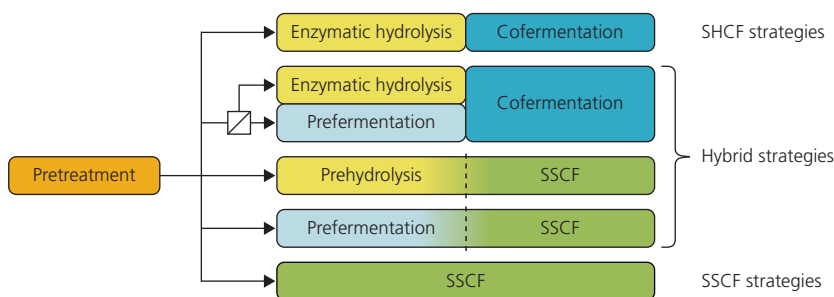 Enzymatic hydrolysis Cofermentation SHCF strategies
Enzymatic hydrolysis
Cofermentation
Prefermentation
Hybrid strategies
Pretreatment Prehydrolysis SSCF
Prefermentation SSCF
SSCF SSCF strategies